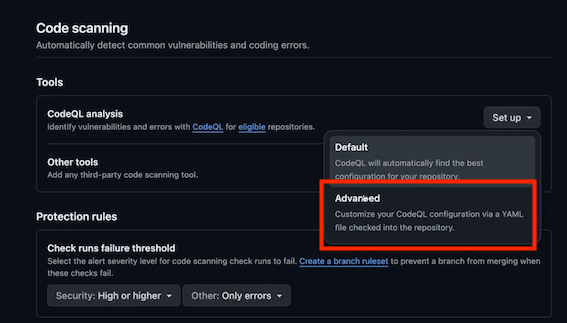 Code scanning
Automatically detect common vulnerabilities and coding errors.
Tools
CodeQL analysis
Identify vulnerabilities and errors with CodeQL for eligible repositories.
Set up
Default
CodeQL will automatically find the best
configuration for your repository.
Other tools
Add any third-party code scanning tool.
Advanced
Customize your CodeQL configuration via a YAML
file checked into the repository.
Protection rules
Check runs failure threshold
Select the alert severity level for code scanning check runs to fail. Create a branch ruleset to prevent a branch from merging when
these checks fail.
Security: High or higher
Other: Only errors